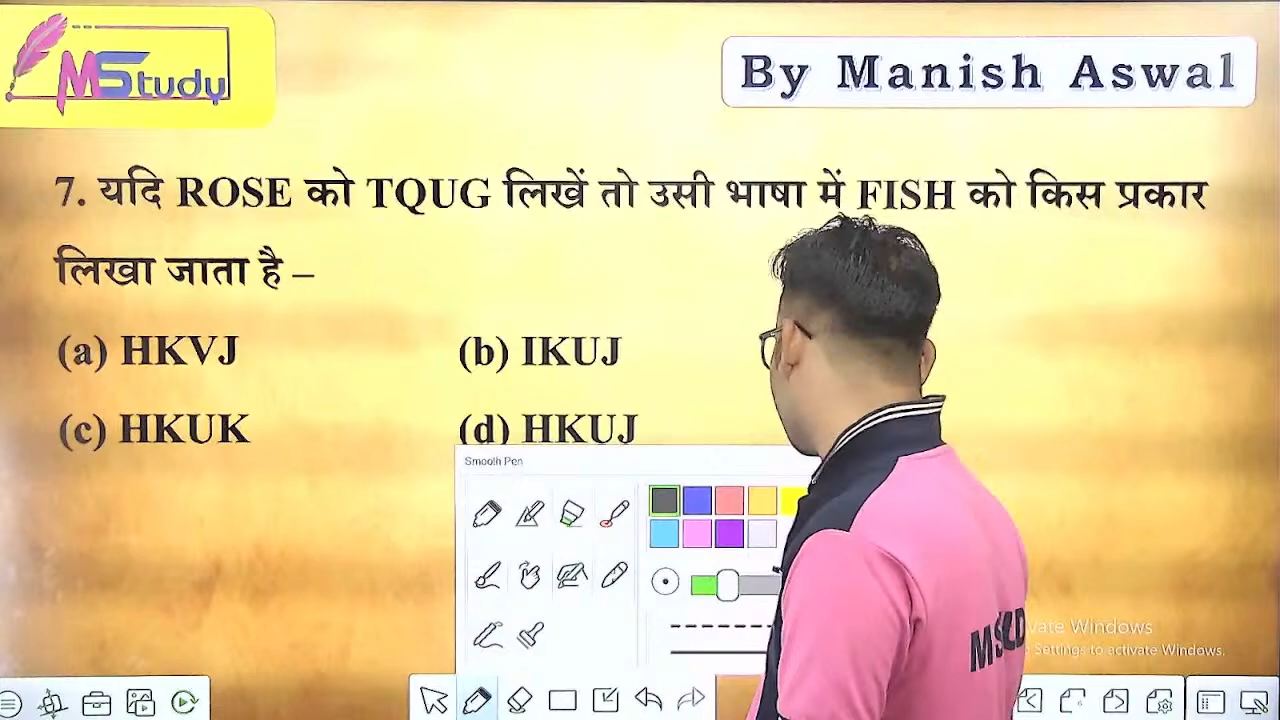 MStudy
By Manish Aswal
7. यदि ROSE को TQUG लिखें तो उसी भाषा में FISH को किस प्रकार
लिखा जाता है –
(a) HKVJ (b) IKUJ
(c) HKUK (d) HKUJ
Smooth Pen
Windows
Settings to activate Windows.